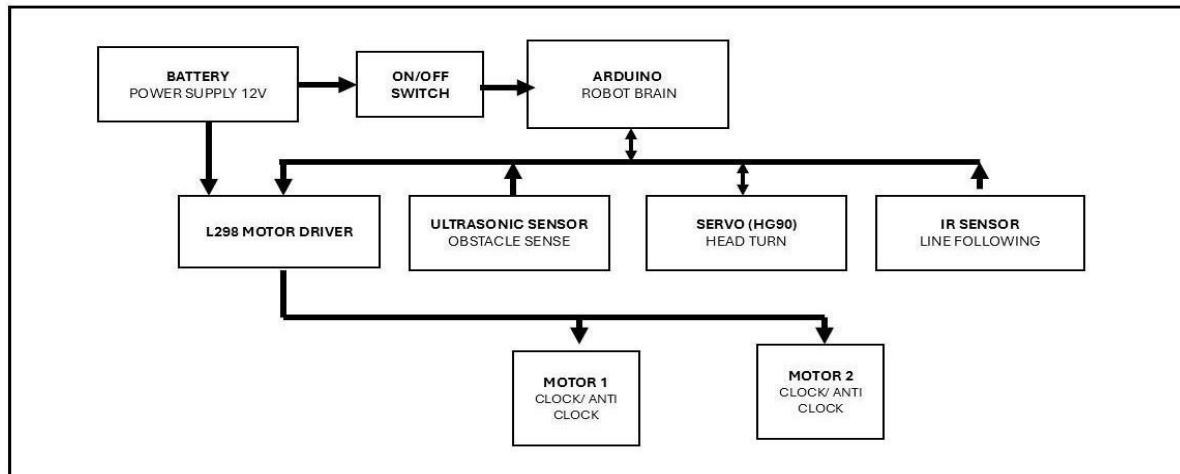 BATTERY
POWER SUPPLY 12V
ON/OFF
SWITCH
ARDUINO
ROBOT BRAIN
L298 MOTOR DRIVER
ULTRASONIC SENSOR
OBSTACLE SENSE
SERVO (HG90)
HEAD TURN
IR SENSOR
LINE FOLLOWING
MOTOR 1
CLOCK/ ANTI
CLOCK
MOTOR 2
CLOCK/ ANTI
CLOCK